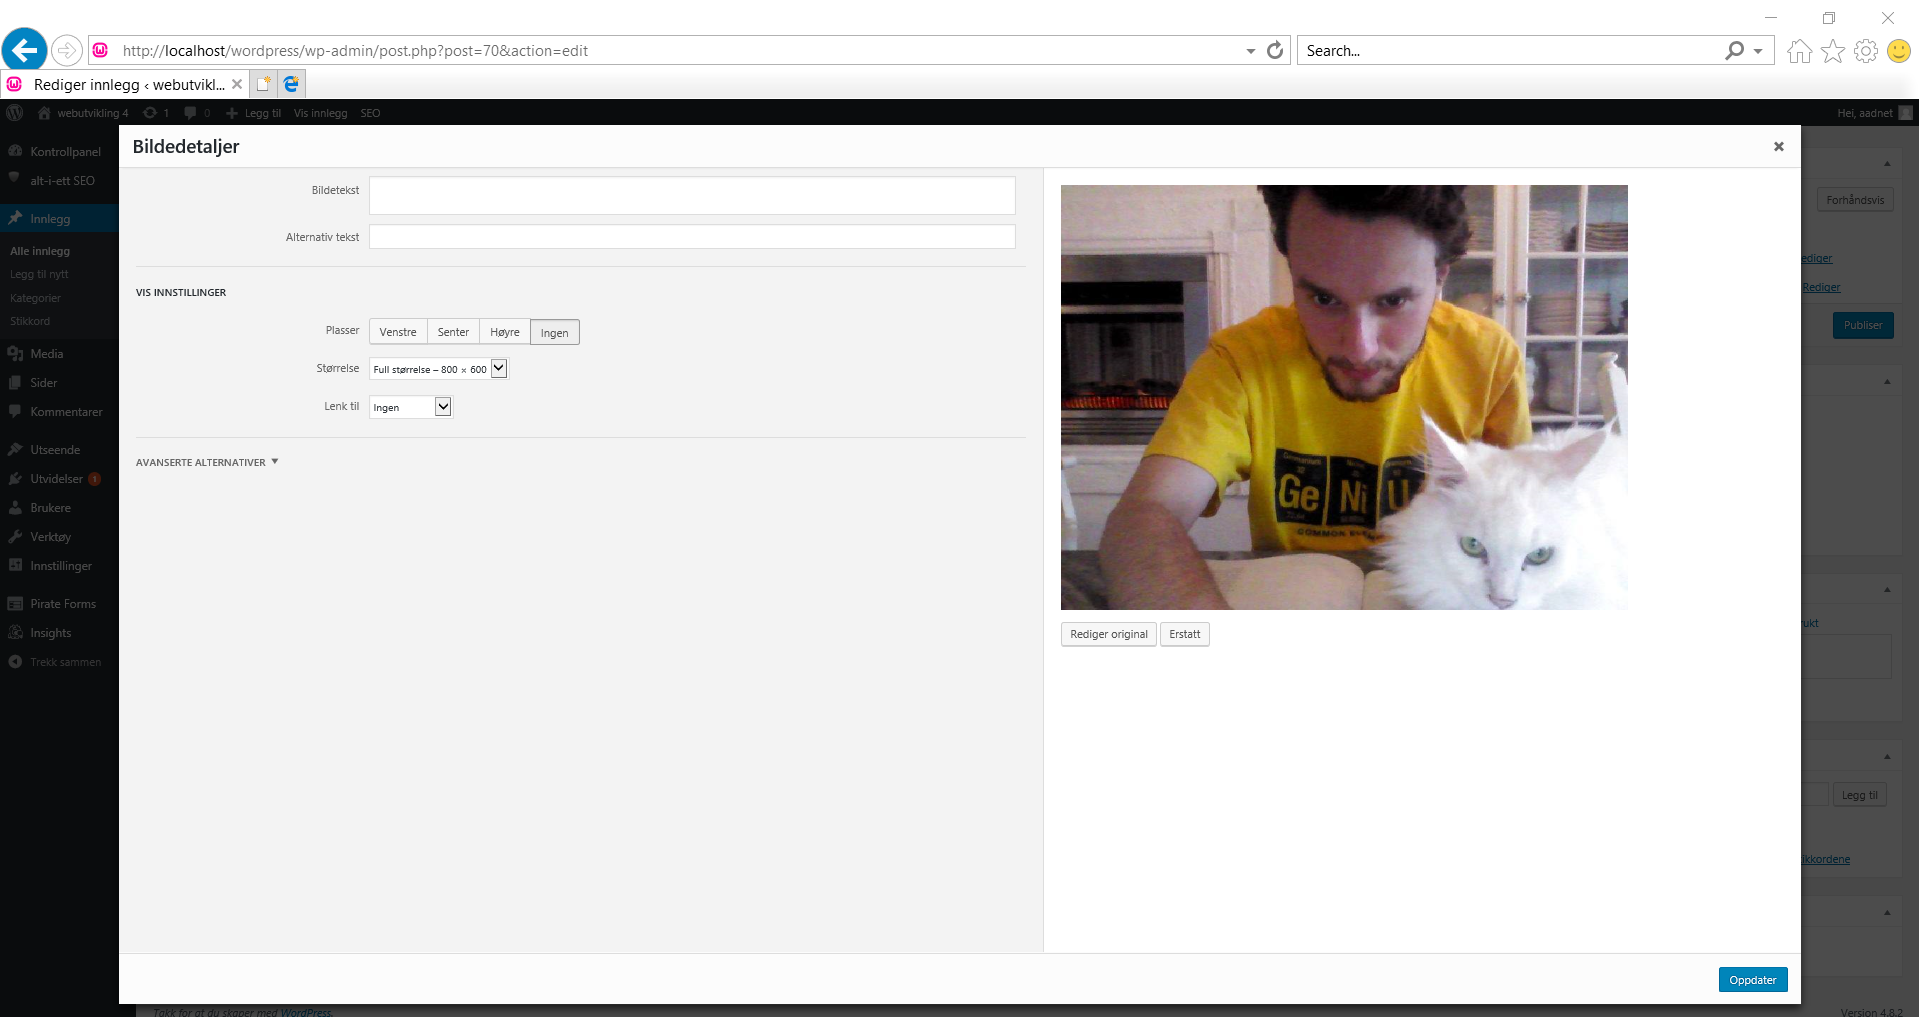 http://localhost/wordpress/wp-admin/post.php?post=70&action=edit
Search...
Rediger innlegg ‹ webutvikl...
webutvikling 4
1
0
Legg til
Vis innlegg
SEO
Hei, aadnet
Bildedetaljer
Kontrollpanel
alt-i-ett SEO
Innlegg
Alle innlegg
Legg til nytt
Kategorier
Stikkord
Media
Sider
Kommentarer
Utseende
Utvidelser 1
Brukere
Verktøy
Innstillinger
Pirate Forms
Insights
Trekk sammen
Bildetekst
Alternativ tekst
VIS INNSTILLINGER
Plasser
Venstre
Senter
Høyre
Ingen
Størrelse
Full størrelse – 800 × 600
Lenk til
Ingen
AVANSERTE ALTERNATIVER
Ge Ni U
COMMON
Rediger original
Erstatt
Forhåndsvis
ediger
Rediger
Publiser
ukt
Legg til
ikkordene
Oppdater
Takk for at du skaper med WordPress.
Version 4.8.2